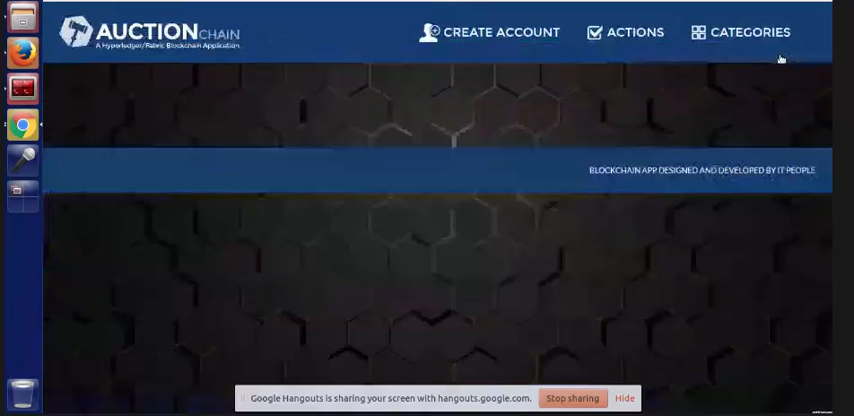 AUCTIONCHAIN
A Hyperledger/Fabric Blockchain Application
CREATE ACCOUNT
ACTIONS
CATEGORIES
BLOCKCHAIN APP DESIGNED AND DEVELOPED BY IT PEOPLE
Google Hangouts is sharing your screen with hangouts.google.com.
Stop sharing
Hide